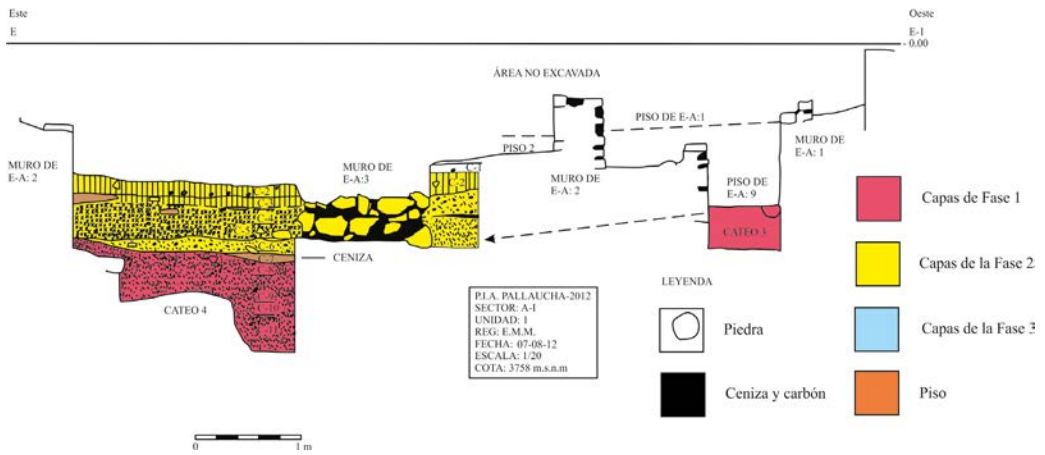 Este
E
Oeste
E-1
- 0.00
ÁREA NO EXCAVADA
PISO DE E-A:1
PISO 2
MURO DE
E-A: 1
MURO DE
E-A: 2
MURO DE
E-A:3
MURO DE
E-A: 2
PISO DE
E-A: 9
CATEO 3
CENIZA
CATEO 4
LEYENDA
P.I.A. PALLAUCHA-2012
SECTOR: A-I
UNIDAD: 1
REG: E.M.M.
FECHA: 07-08-12
ESCALA: 1/20
COTA: 3758 m.s.n.m
Piedra
Ceniza y carbón
Capas de Fase 1
Capas de la Fase 2
Capas de la Fase 3
Piso
0
1 m